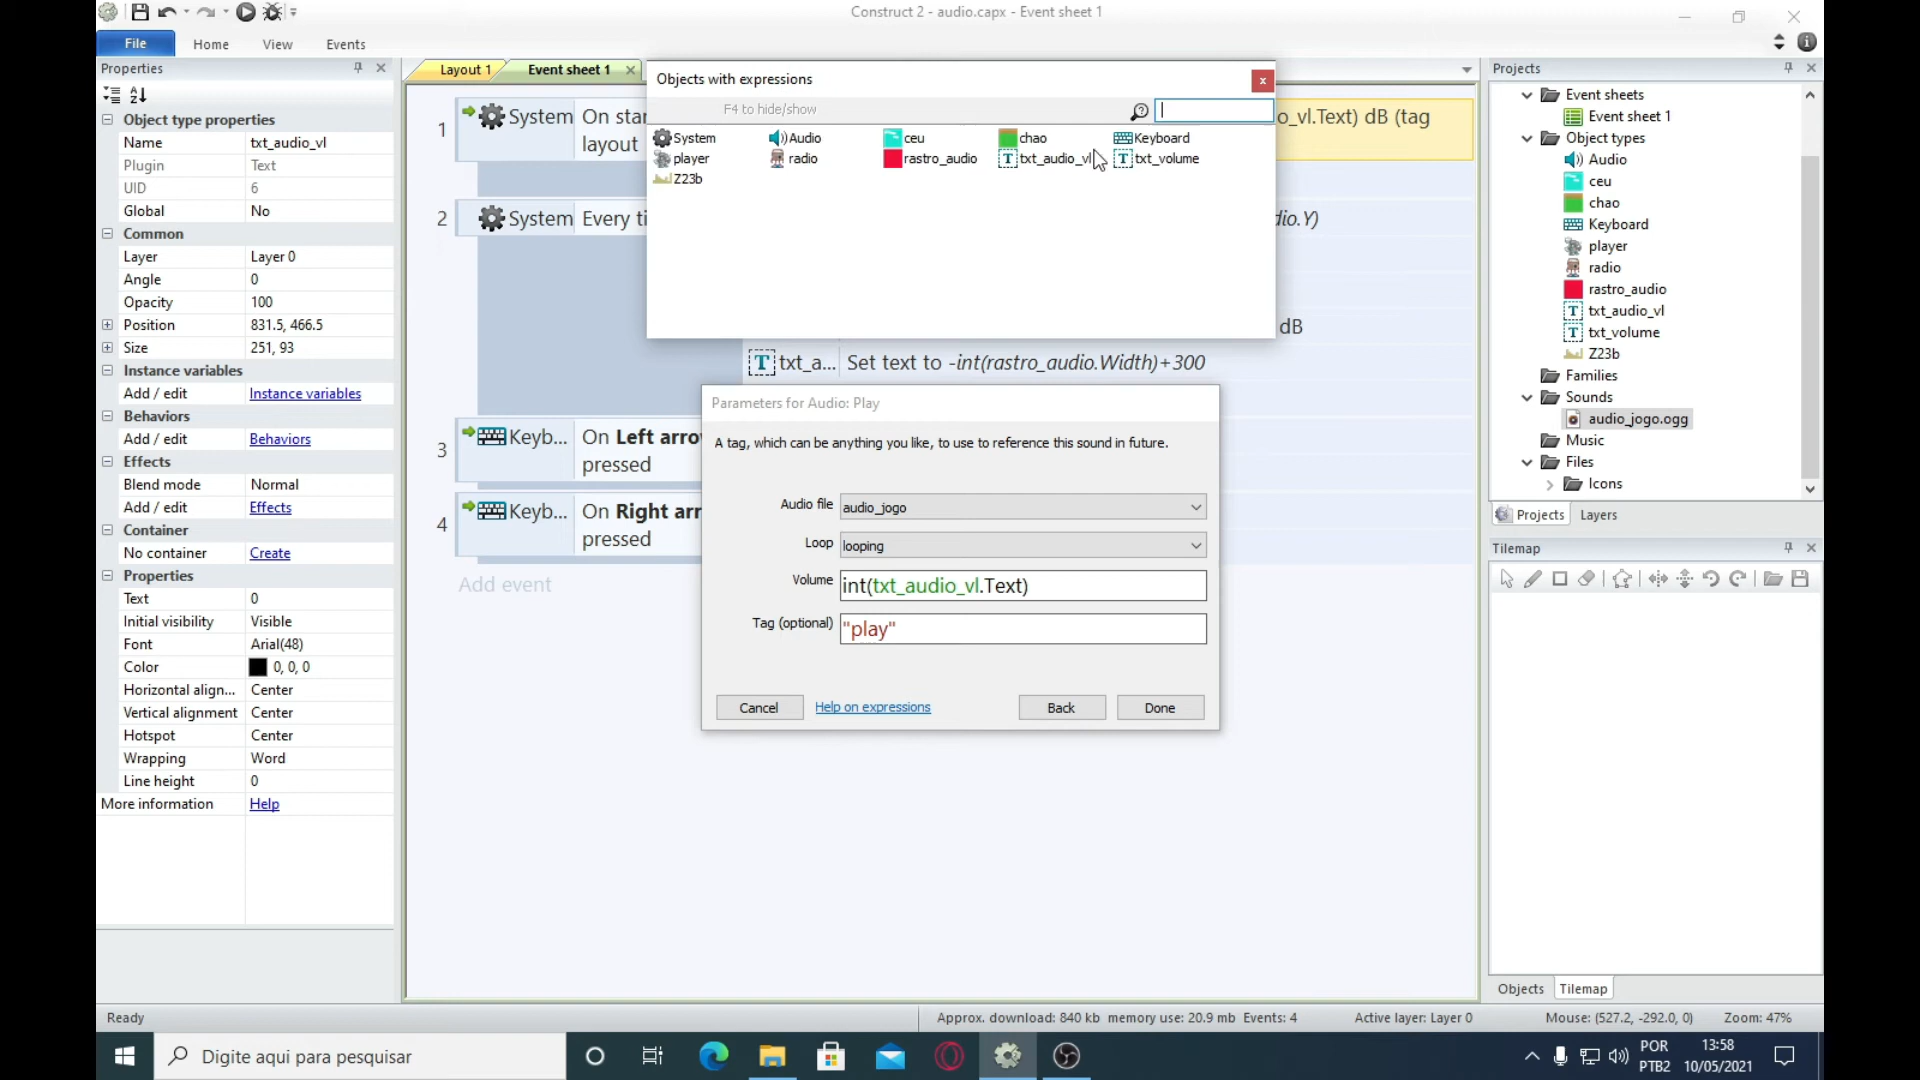 Construct 2 - audio.capx - Event sheet 1
File
Home
View
Events
Properties
Object type properties
Name txt_audio_vl
Plugin Text
UID 6
Global No
Common
Layer Layer 0
Angle 0
Opacity 100
Position 831.5, 466.5
Size 251, 93
Instance variables
Add / edit Instance variables
Behaviors
Add / edit Behaviors
Effects
Blend mode Normal
Add / edit Effects
Container
No container Create
Properties
Text 0
Initial visibility Visible
Font Arial(48)
Color 0, 0, 0
Horizontal align... Center
Vertical alignment Center
Hotspot Center
Wrapping Word
Line height 0
More information Help
Layout 1
Event sheet 1
1 System On star
layout
o_vl.Text) dB (tag
2 System Every ti
dio.Y)
dB
T txt_a... Set text to -int(rastro_audio.Width)+300
3 Keyb... On Left arro
pressed
4 Keyb... On Right arr
pressed
Add event
Objects with expressions
F4 to hide/show
System Audio ceu chao Keyboard
player radio rastro_audio T txt_audio_vl T txt_volume
Z23b
Parameters for Audio: Play
A tag, which can be anything you like, to use to reference this sound in future.
Audio file audio_jogo
Loop looping
Volume int(txt_audio_vl.Text)
Tag (optional) "play"
Cancel Help on expressions Back Done
Projects
Event sheets
Event sheet 1
Object types
Audio
ceu
chao
Keyboard
player
radio
rastro_audio
T txt_audio_vl
T txt_volume
Z23b
Families
Sounds
audio_jogo.ogg
Music
Files
Icons
Projects Layers
Tilemap
Objects Tilemap
Ready
Approx. download: 840 kb memory use: 20.9 mb Events: 4
Active layer: Layer 0
Mouse: (527.2, -292.0, 0)
Zoom: 47%
Digite aqui para pesquisar
POR
PTB2
13:58
10/05/2021